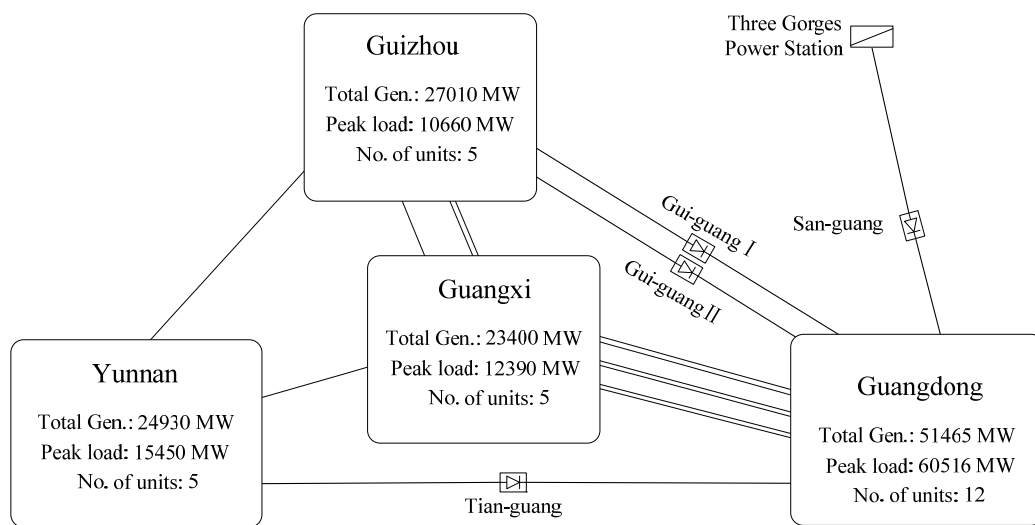 Guizhou
Total Gen.: 27010 MW
Peak load: 10660 MW
No. of units: 5
Three Gorges
Power Station
Gui-guang I
Gui-guang II
San-guang
Guangxi
Total Gen.: 23400 MW
Peak load: 12390 MW
No. of units: 5
Yunnan
Total Gen.: 24930 MW
Peak load: 15450 MW
No. of units: 5
Guangdong
Total Gen.: 51465 MW
Peak load: 60516 MW
No. of units: 12
Tian-guang